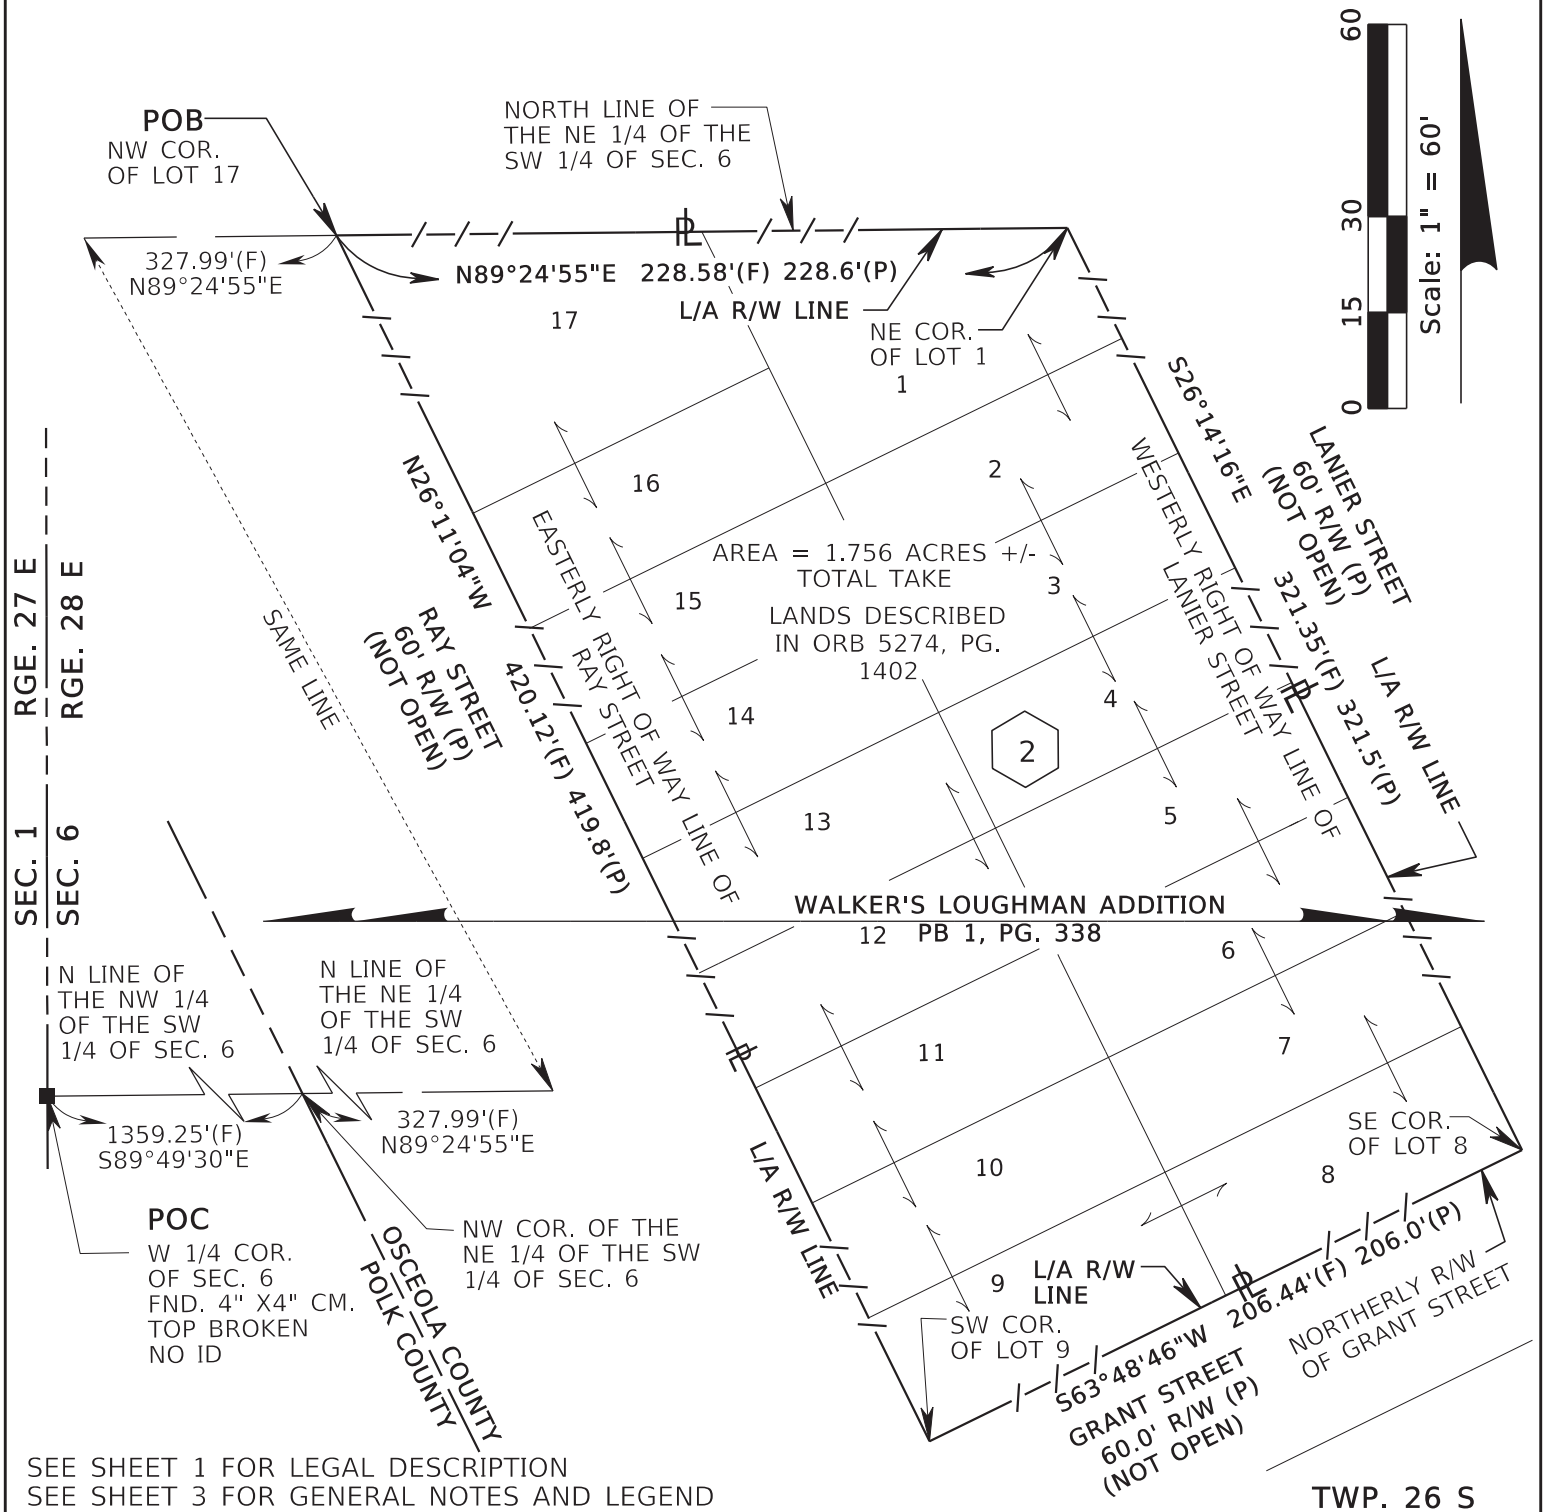 POB
NW COR.
OF LOT 17
NORTH LINE OF
THE NE 1/4 OF THE
SW 1/4 OF SEC. 6
60
30
15
0
Scale: 1" = 60'
327.99'(F)
N89°24'55"E
N89°24'55"E 228.58'(F) 228.6'(P)
L/A R/W LINE
NE COR.
OF LOT 1
17
1
16
2
15
3
14
4
13
5
12
6
11
7
10
8
9
2
AREA = 1.756 ACRES +/-
TOTAL TAKE
LANDS DESCRIBED
IN ORB 5274, PG.
1402
S26°14'16"E
321.35'(F) 321.5'(P)
LANIER STREET
60' R/W (P)
(NOT OPEN)
WESTERLY RIGHT OF WAY LINE OF
LANIER STREET
L/A R/W LINE
N26°11'04"W
420.12'(F) 419.8'(P)
RAY STREET
60' R/W (P)
(NOT OPEN)
EASTERLY RIGHT OF WAY LINE OF
RAY STREET
SAME LINE
SEC. 1 RGE. 27 E
SEC. 6 RGE. 28 E
WALKER'S LOUGHMAN ADDITION
PB 1, PG. 338
N LINE OF
THE NW 1/4
OF THE SW
1/4 OF SEC. 6
N LINE OF
THE NE 1/4
OF THE SW
1/4 OF SEC. 6
1359.25'(F)
S89°49'30"E
327.99'(F)
N89°24'55"E
POC
W 1/4 COR.
OF SEC. 6
FND. 4" X4" CM.
TOP BROKEN
NO ID
NW COR. OF THE
NE 1/4 OF THE SW
1/4 OF SEC. 6
OSCEOLA COUNTY
POLK COUNTY
L/A R/W LINE
SE COR.
OF LOT 8
L/A R/W
LINE
SW COR.
OF LOT 9
S63°48'46"W 206.44'(F) 206.0'(P)
GRANT STREET
60.0' R/W (P)
(NOT OPEN)
NORTHERLY R/W
OF GRANT STREET
SEE SHEET 1 FOR LEGAL DESCRIPTION
SEE SHEET 3 FOR GENERAL NOTES AND LEGEND
TWP. 26 S